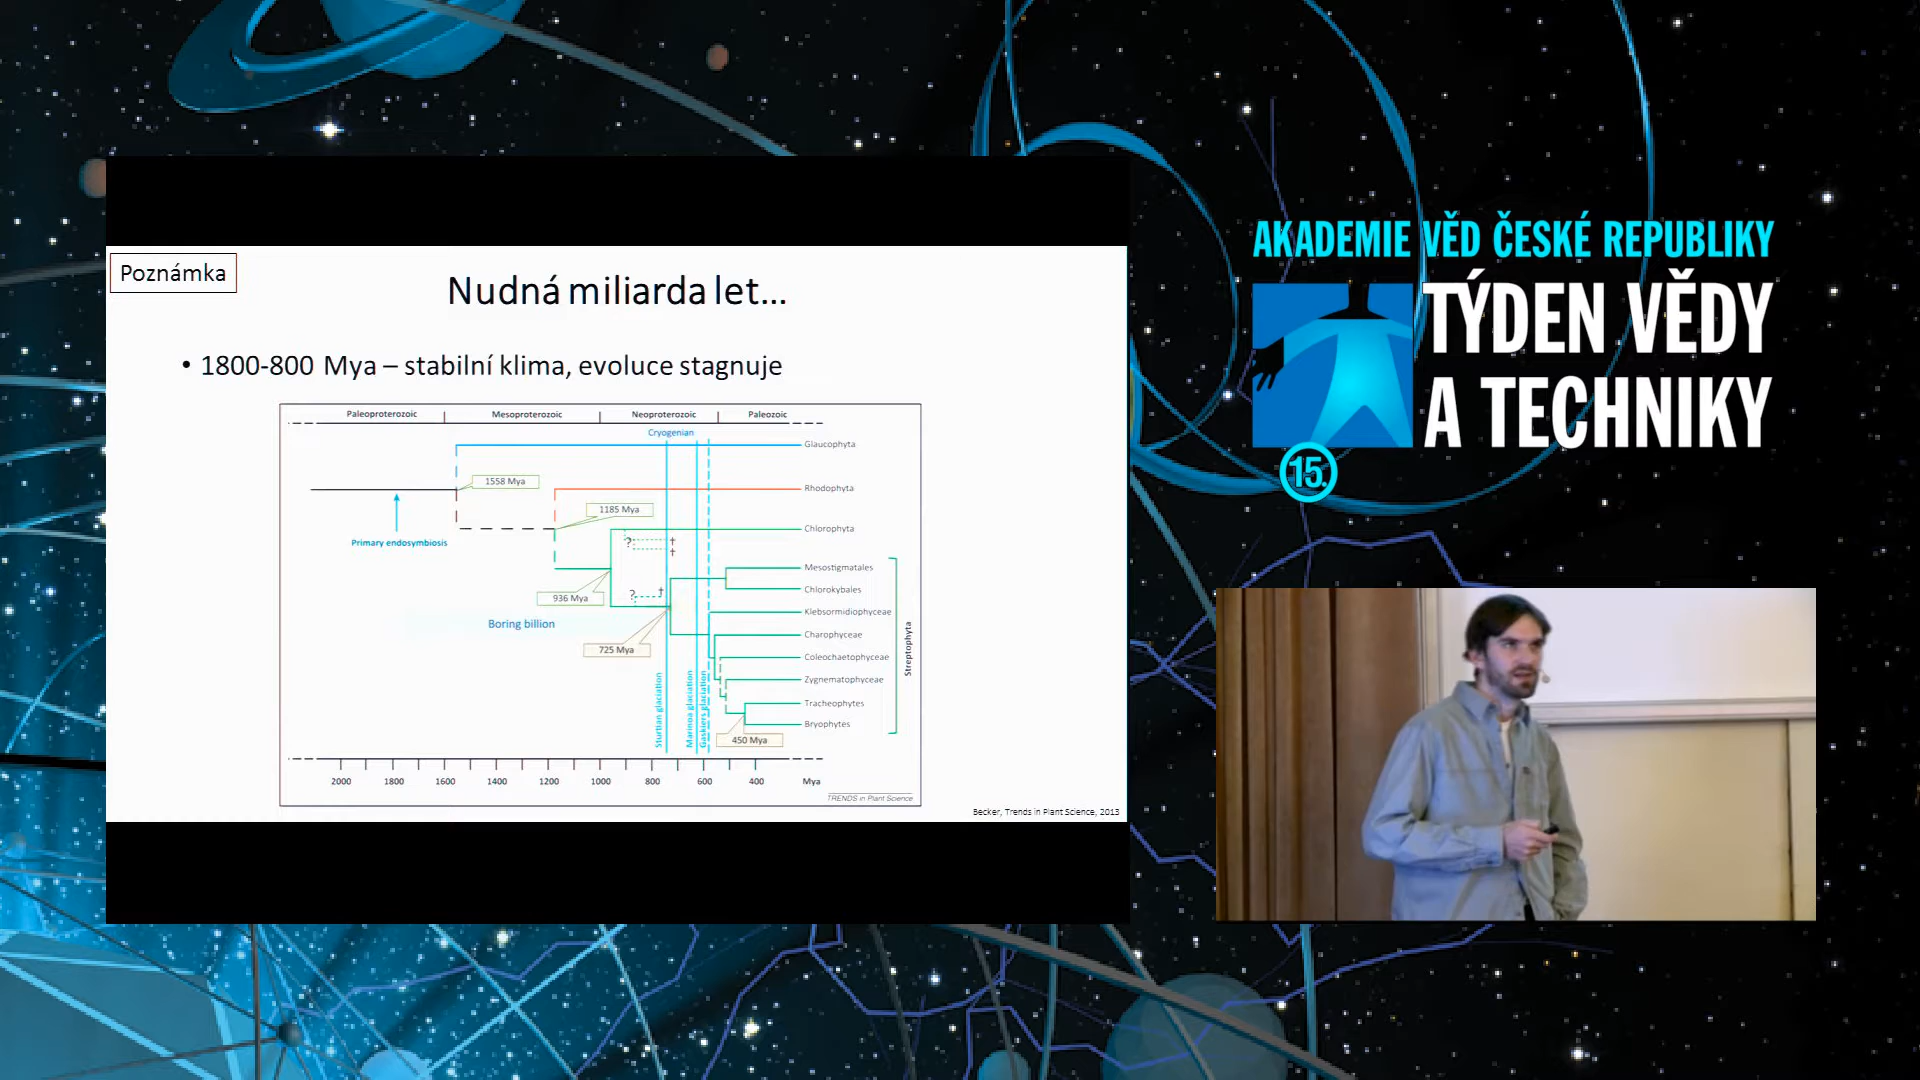 AKADEMIE VĚD ČESKÉ REPUBLIKY
TÝDEN VĚDY
A TECHNIKY
15.
Poznámka
Nudná miliarda let...
• 1800-800 Mya – stabilní klima, evoluce stagnuje
Paleoproterozoic Mesoproterozoic Neoproterozoic Paleozoic
Cryogenian
Glaucophyta
1558 Mya
Rhodophyta
1185 Mya
Chlorophyta
?
Primary endosymbiosis
Mesostigmatales
Chlorokybales
936 Mya
?
Klebsormidiophyceae
Boring billion
Charophyceae
725 Mya
Coleochaetophyceae
Zygnematophyceae
Tracheophytes
Bryophytes
450 Mya
Streptophyta
Sturtian glaciation
Marinoa glaciation
Gaskiers glaciation
2000 1800 1600 1400 1200 1000 800 600 400 Mya
TRENDS in Plant Science
Becker, Trends in Plant Science, 2013